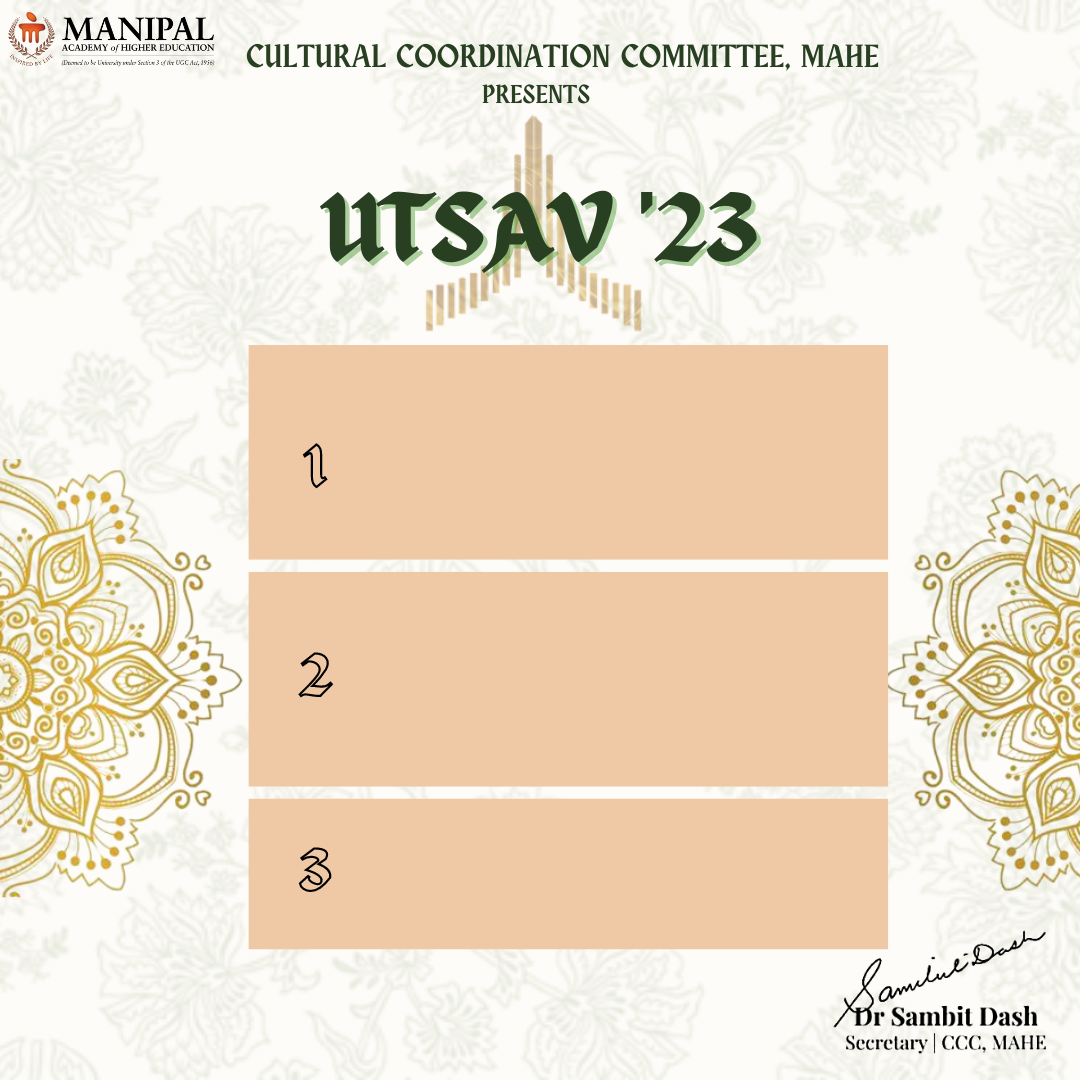 MANIPAL
ACADEMY of HIGHER EDUCATION
(Deemed to be University under Section 3 of the UGC Act, 1956)
INSPIRED BY LIFE
CULTURAL COORDINATION COMMITTEE, MAHE
PRESENTS
UTSAV '23
1
2
3
Sambit Dash
Dr Sambit Dash
Secretary | CCC, MAHE